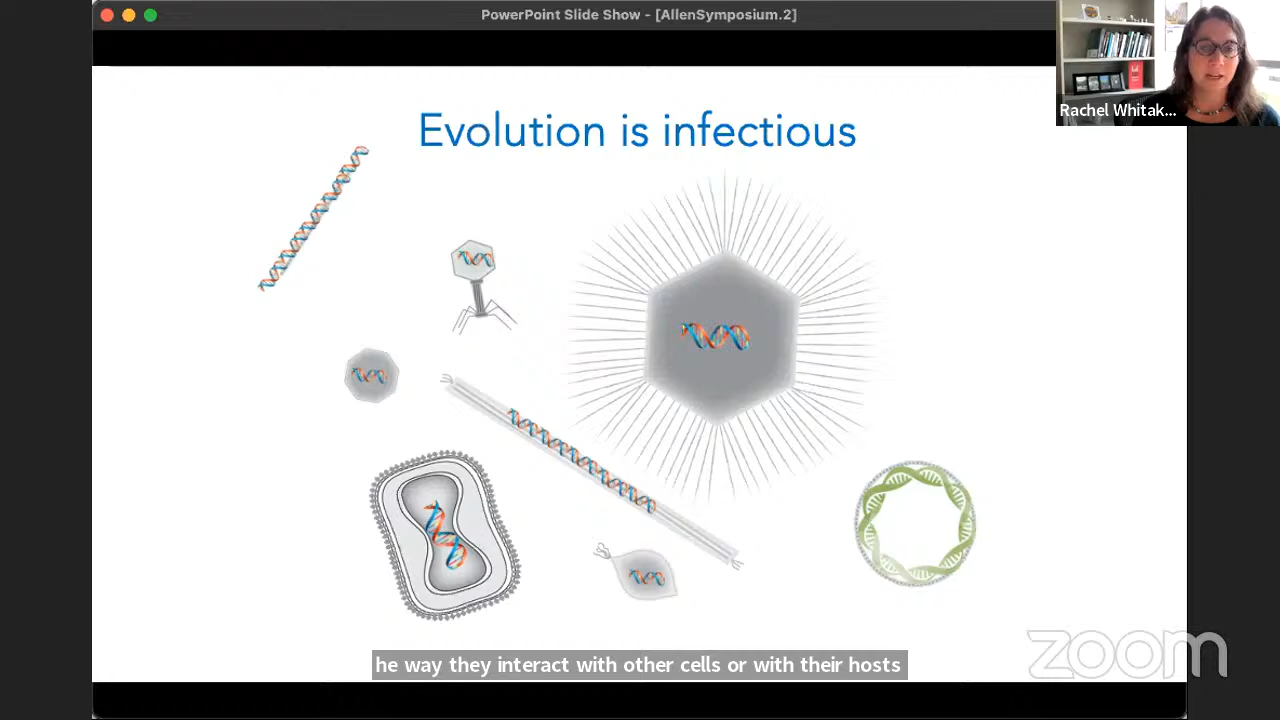 PowerPoint Slide Show - [AllenSymposium.2]
Rachel Whitak...
Evolution is infectious
he way they interact with other cells or with their hosts
zoom